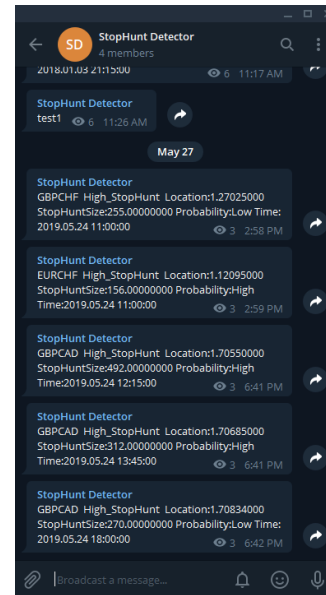 SD
StopHunt Detector
4 members
2018.01.03 21:15:00 6 11:17 AM
StopHunt Detector
test1 6 11:26 AM
May 27
StopHunt Detector
GBPCHF High_StopHunt Location:1.27025000
StopHuntSize:255.00000000 Probability:Low Time:
2019.05.24 11:00:00 3 2:58 PM
StopHunt Detector
EURCHF High_StopHunt Location:1.12095000
StopHuntSize:156.00000000 Probability:High
Time:2019.05.24 11:00:00 3 2:59 PM
StopHunt Detector
GBPCAD High_StopHunt Location:1.70550000
StopHuntSize:492.00000000 Probability:High
Time:2019.05.24 12:15:00 3 6:41 PM
StopHunt Detector
GBPCAD High_StopHunt Location:1.70685000
StopHuntSize:312.00000000 Probability:High
Time:2019.05.24 13:45:00 3 6:41 PM
StopHunt Detector
GBPCAD High_StopHunt Location:1.70834000
StopHuntSize:270.00000000 Probability:Low Time:
2019.05.24 18:00:00 3 6:42 PM
Broadcast a message...